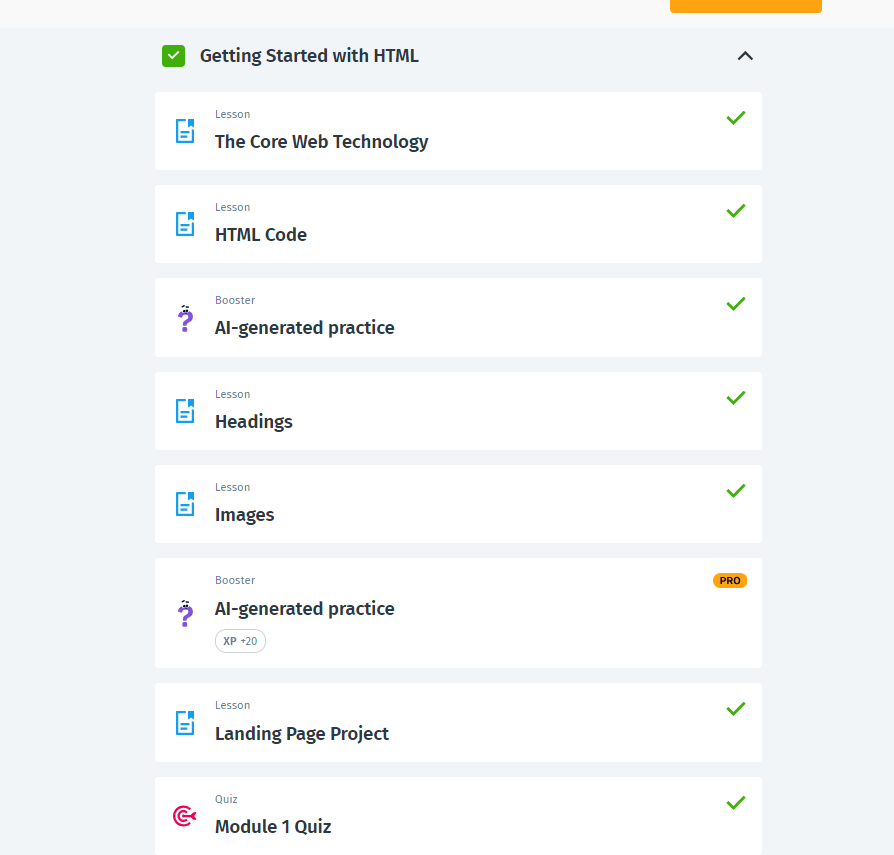 Getting Started with HTML
Lesson
The Core Web Technology
Lesson
HTML Code
Booster
AI-generated practice
Lesson
Headings
Lesson
Images
Booster
PRO
AI-generated practice
XP +20
Lesson
Landing Page Project
Quiz
Module 1 Quiz